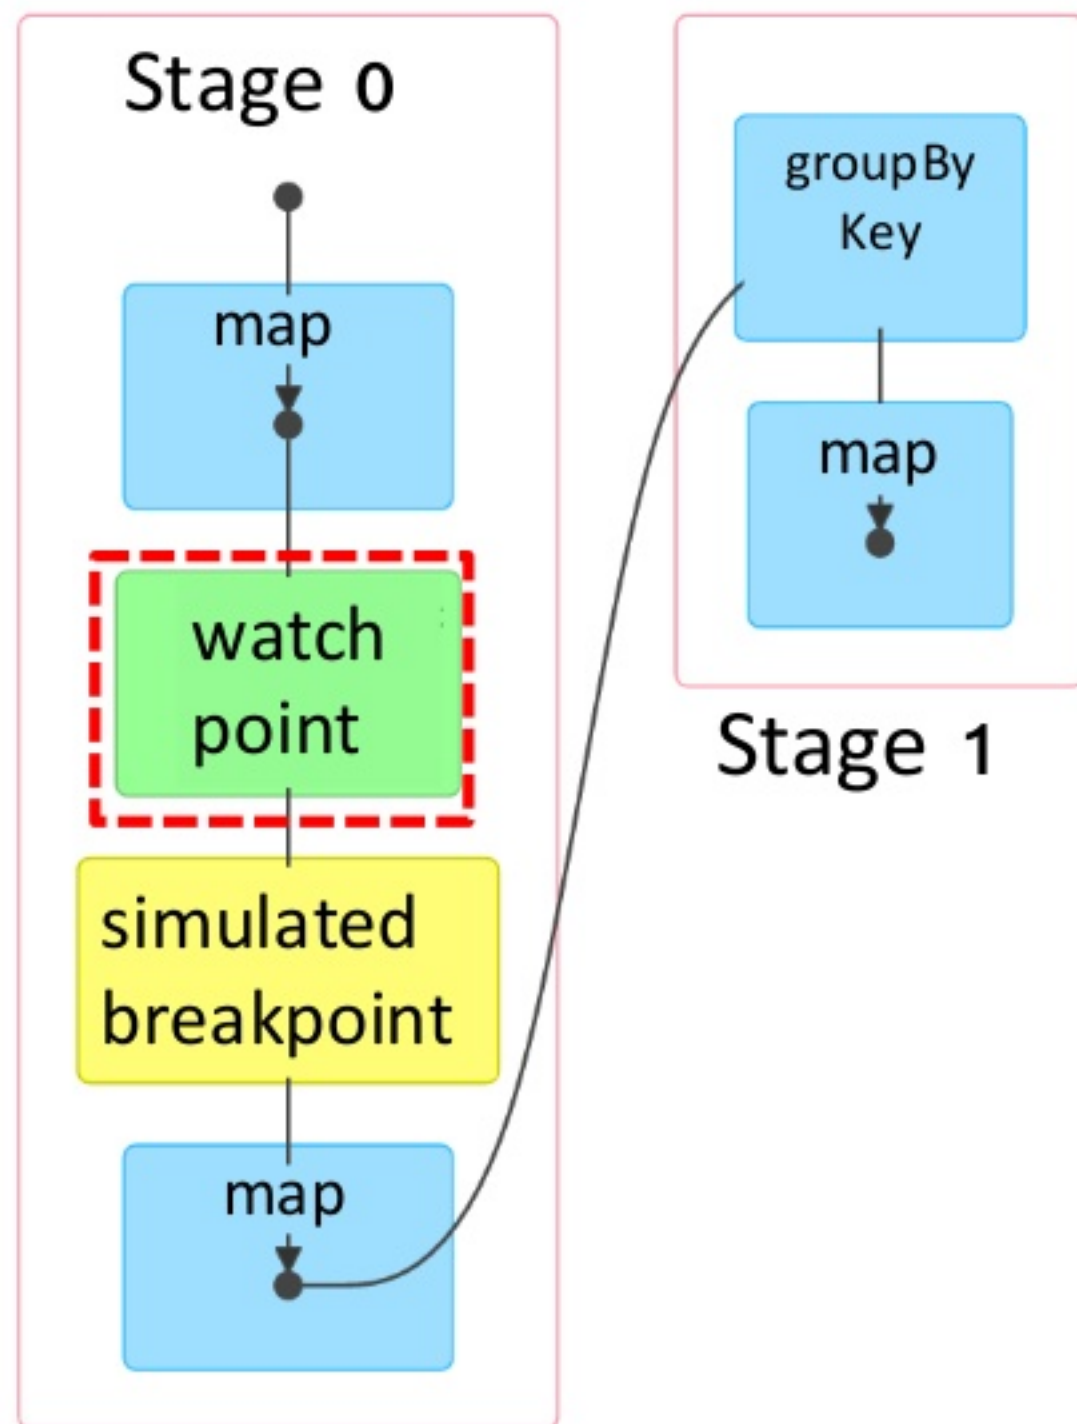 Stage 0
map
watch
point
simulated
breakpoint
map
groupBy
Key
map
Stage 1